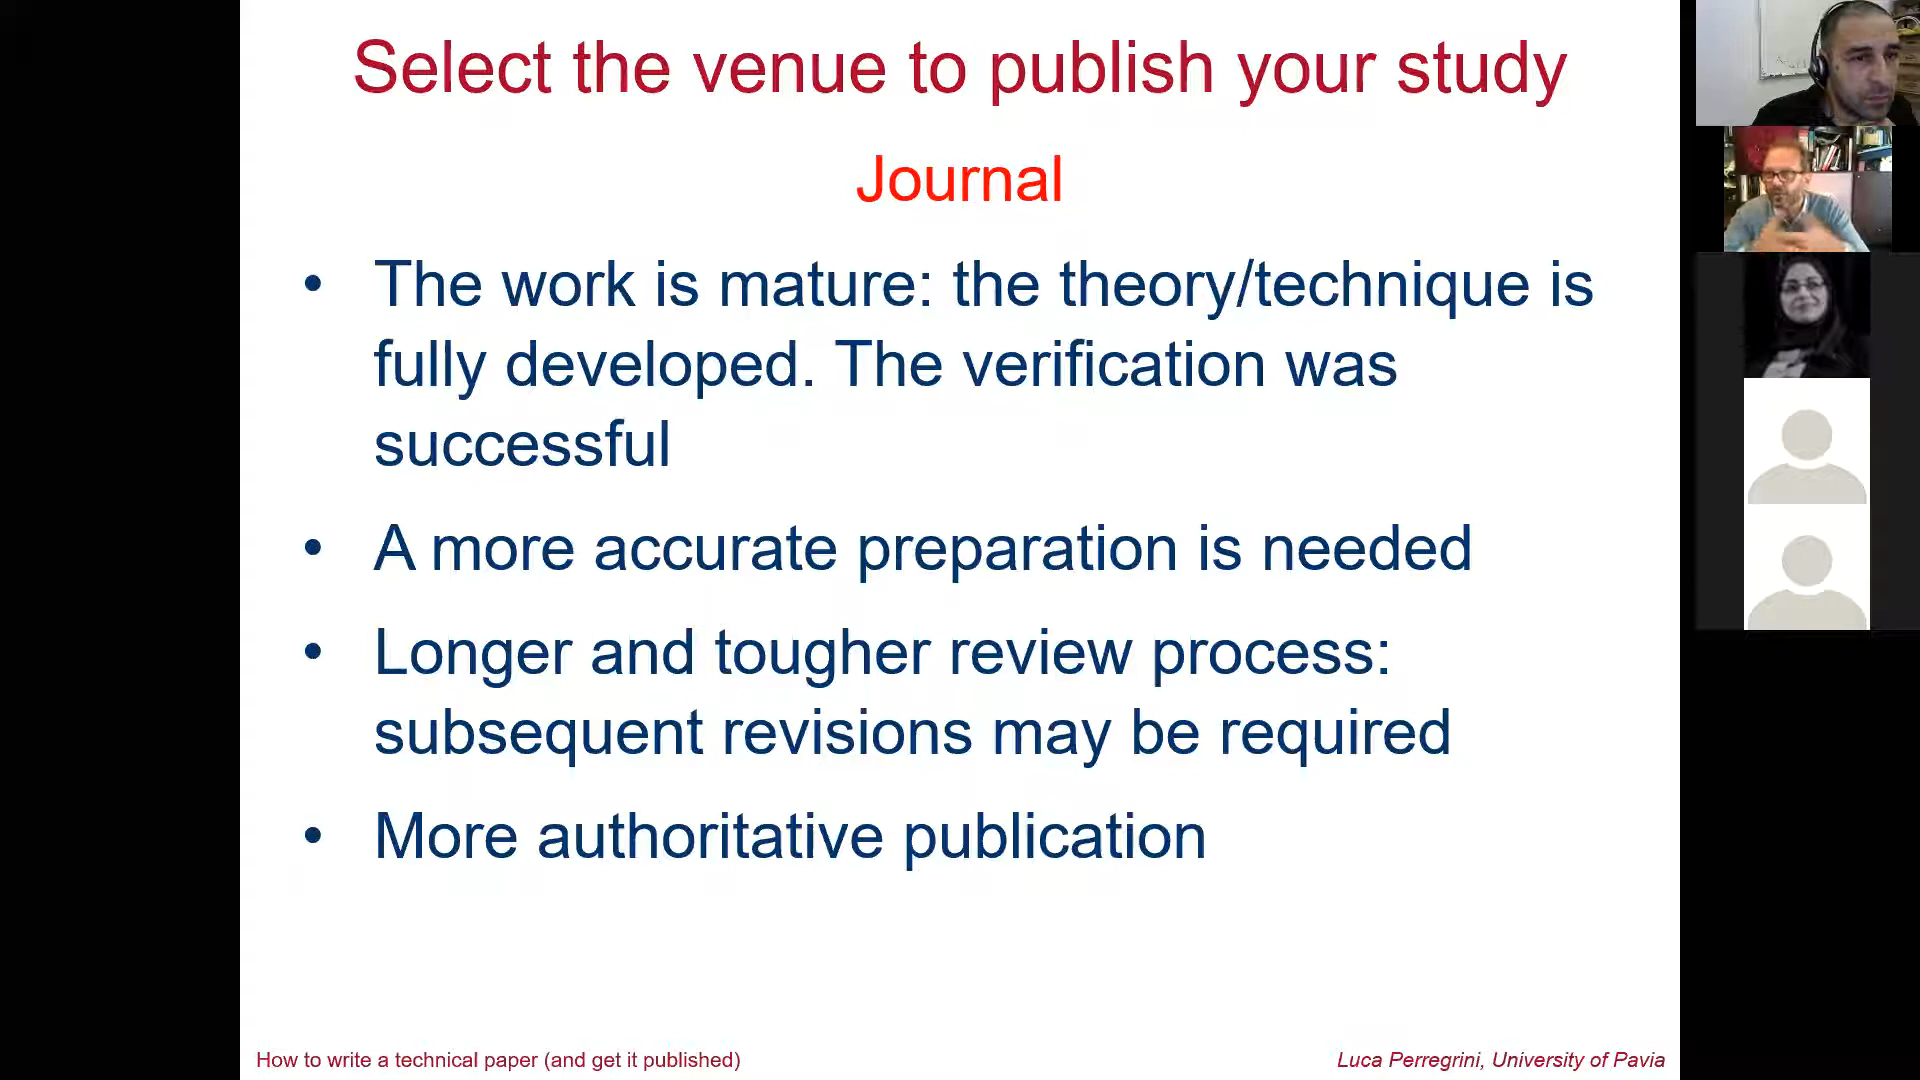 Select the venue to publish your study
Journal
• The work is mature: the theory/technique is
fully developed. The verification was
successful
• A more accurate preparation is needed
• Longer and tougher review process:
subsequent revisions may be required
• More authoritative publication
How to write a technical paper (and get it published)
Luca Perregrini, University of Pavia